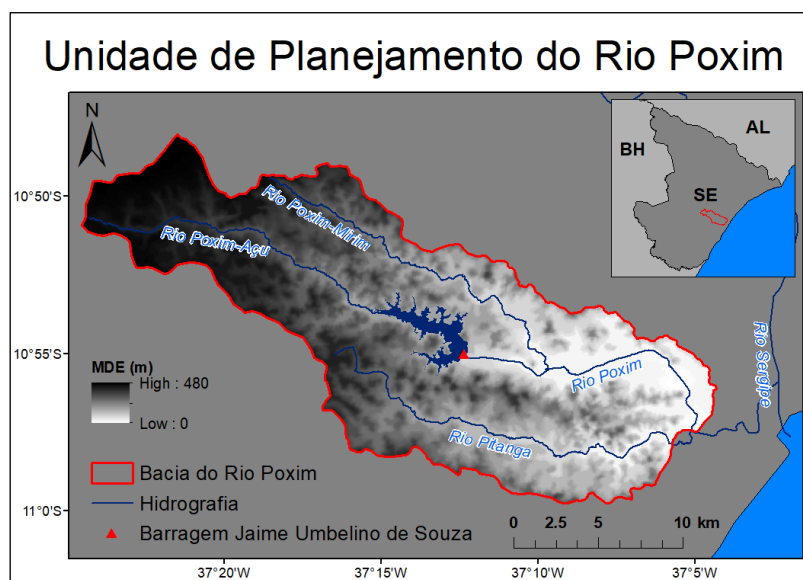 Unidade de Planejamento do Rio Poxim
N
BH
AL
SE
10°50'S
10°55'S
11°0'S
Rio Poxim-Mirim
Rio Poxim-Açu
Rio Poxim
Rio Pitanga
Rio Sergipe
MDE (m)
High : 480
Low : 0
Bacia do Rio Poxim
Hidrografia
Barragem Jaime Umbelino de Souza
0 2.5 5 10 km
37°20'W 37°15'W 37°10'W 37°5'W